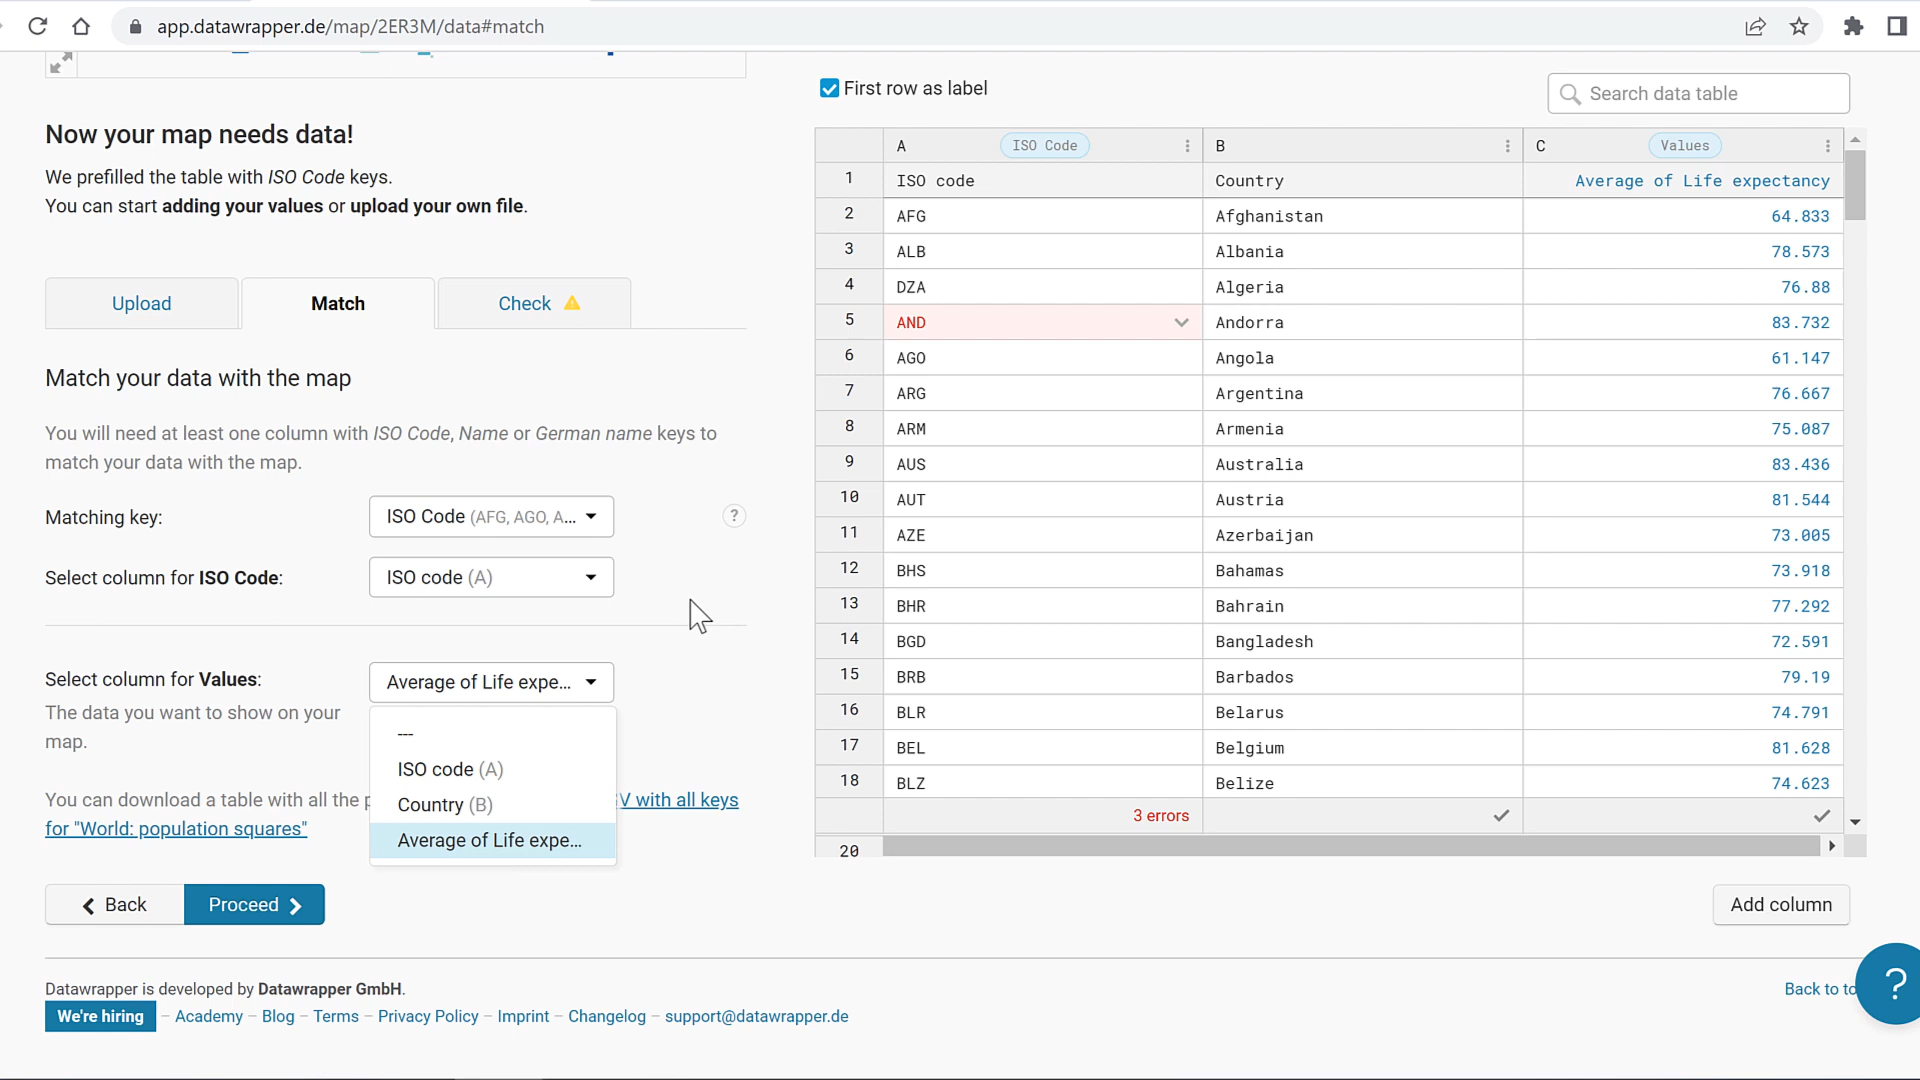 app.datawrapper.de/map/2ER3M/data#match
Now your map needs data!
We prefilled the table with ISO Code keys.
You can start adding your values or upload your own file.
Upload
Match
Check
Match your data with the map
You will need at least one column with ISO Code, Name or German name keys to
match your data with the map.
Matching key:
ISO Code (AFG, AGO, A...
?
Select column for ISO Code:
ISO code (A)
Select column for Values:
Average of Life expe...
The data you want to show on your
map.
---
ISO code (A)
Country (B)
Average of Life expe...
You can download a table with all the
V with all keys
for "World: population squares"
Back
Proceed
First row as label
Search data table
A ISO Code B C Values
1 ISO code Country Average of Life expectancy
2 AFG Afghanistan 64.833
3 ALB Albania 78.573
4 DZA Algeria 76.88
5 AND Andorra 83.732
6 AGO Angola 61.147
7 ARG Argentina 76.667
8 ARM Armenia 75.087
9 AUS Australia 83.436
10 AUT Austria 81.544
11 AZE Azerbaijan 73.005
12 BHS Bahamas 73.918
13 BHR Bahrain 77.292
14 BGD Bangladesh 72.591
15 BRB Barbados 79.19
16 BLR Belarus 74.791
17 BEL Belgium 81.628
18 BLZ Belize 74.623
3 errors
20
Add column
Datawrapper is developed by Datawrapper GmbH.
Back to
?
We're hiring – Academy – Blog – Terms – Privacy Policy – Imprint – Changelog – support@datawrapper.de